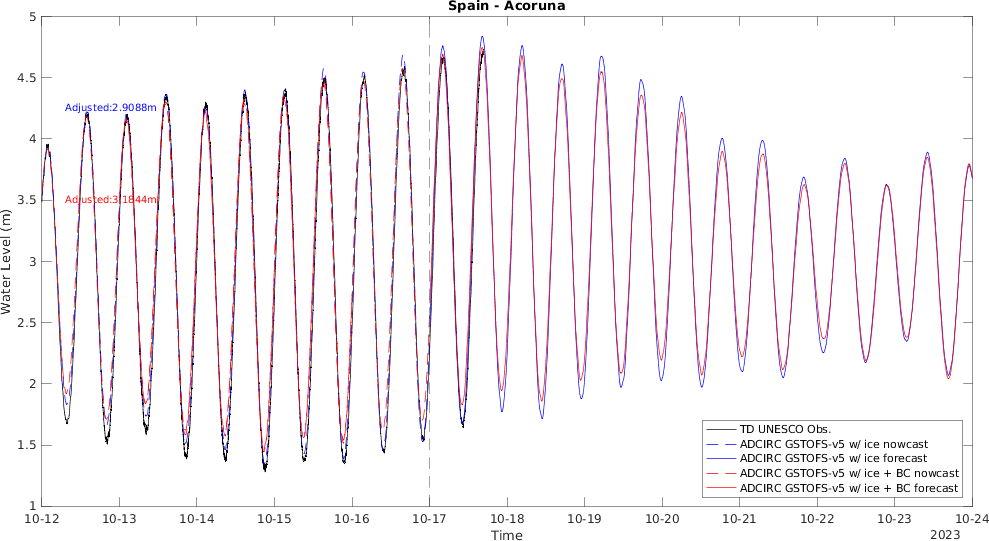 Spain - Acoruna
Water Level (m)
5
4.5
4
3.5
3
2.5
2
1.5
1
Adjusted:2.9088m
Adjusted:3.1844m
TD UNESCO Obs.
ADCIRC GSTOFS-v5 w/ ice nowcast
ADCIRC GSTOFS-v5 w/ ice forecast
ADCIRC GSTOFS-v5 w/ ice + BC nowcast
ADCIRC GSTOFS-v5 w/ ice + BC forecast
10-12 10-13 10-14 10-15 10-16 10-17 10-18 10-19 10-20 10-21 10-22 10-23 10-24
Time
2023